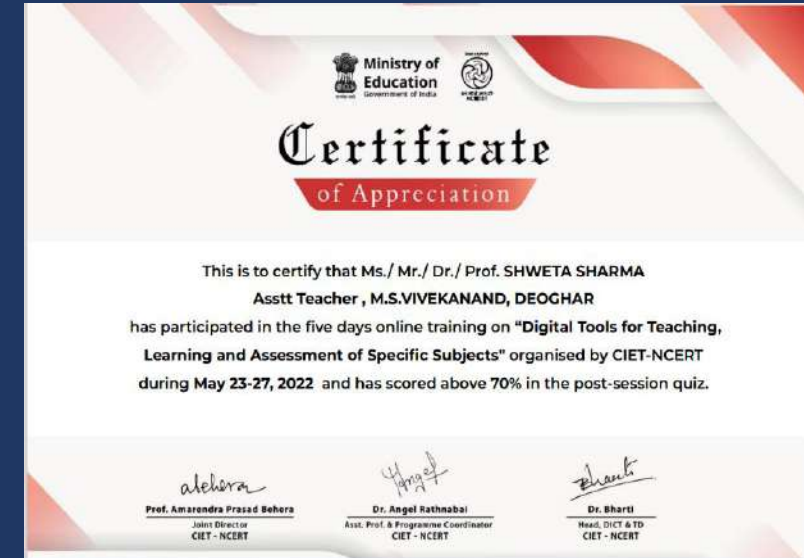 Ministry of
Education
Government of India
Certificate
of Appreciation
This is to certify that Ms./ Mr./ Dr./ Prof. SHWETA SHARMA
Asstt Teacher , M.S.VIVEKANAND, DEOGHAR
has participated in the five days online training on "Digital Tools for Teaching,
Learning and Assessment of Specific Subjects" organised by CIET-NCERT
during May 23-27, 2022 and has scored above 70% in the post-session quiz.
Prof. Amarendra Prasad Behera
Joint Director
CIET - NCERT
Dr. Angel Rathnabai
Asst. Prof. & Programme Coordinator
CIET - NCERT
Dr. Bharti
Head, DICT & TD
CIET - NCERT